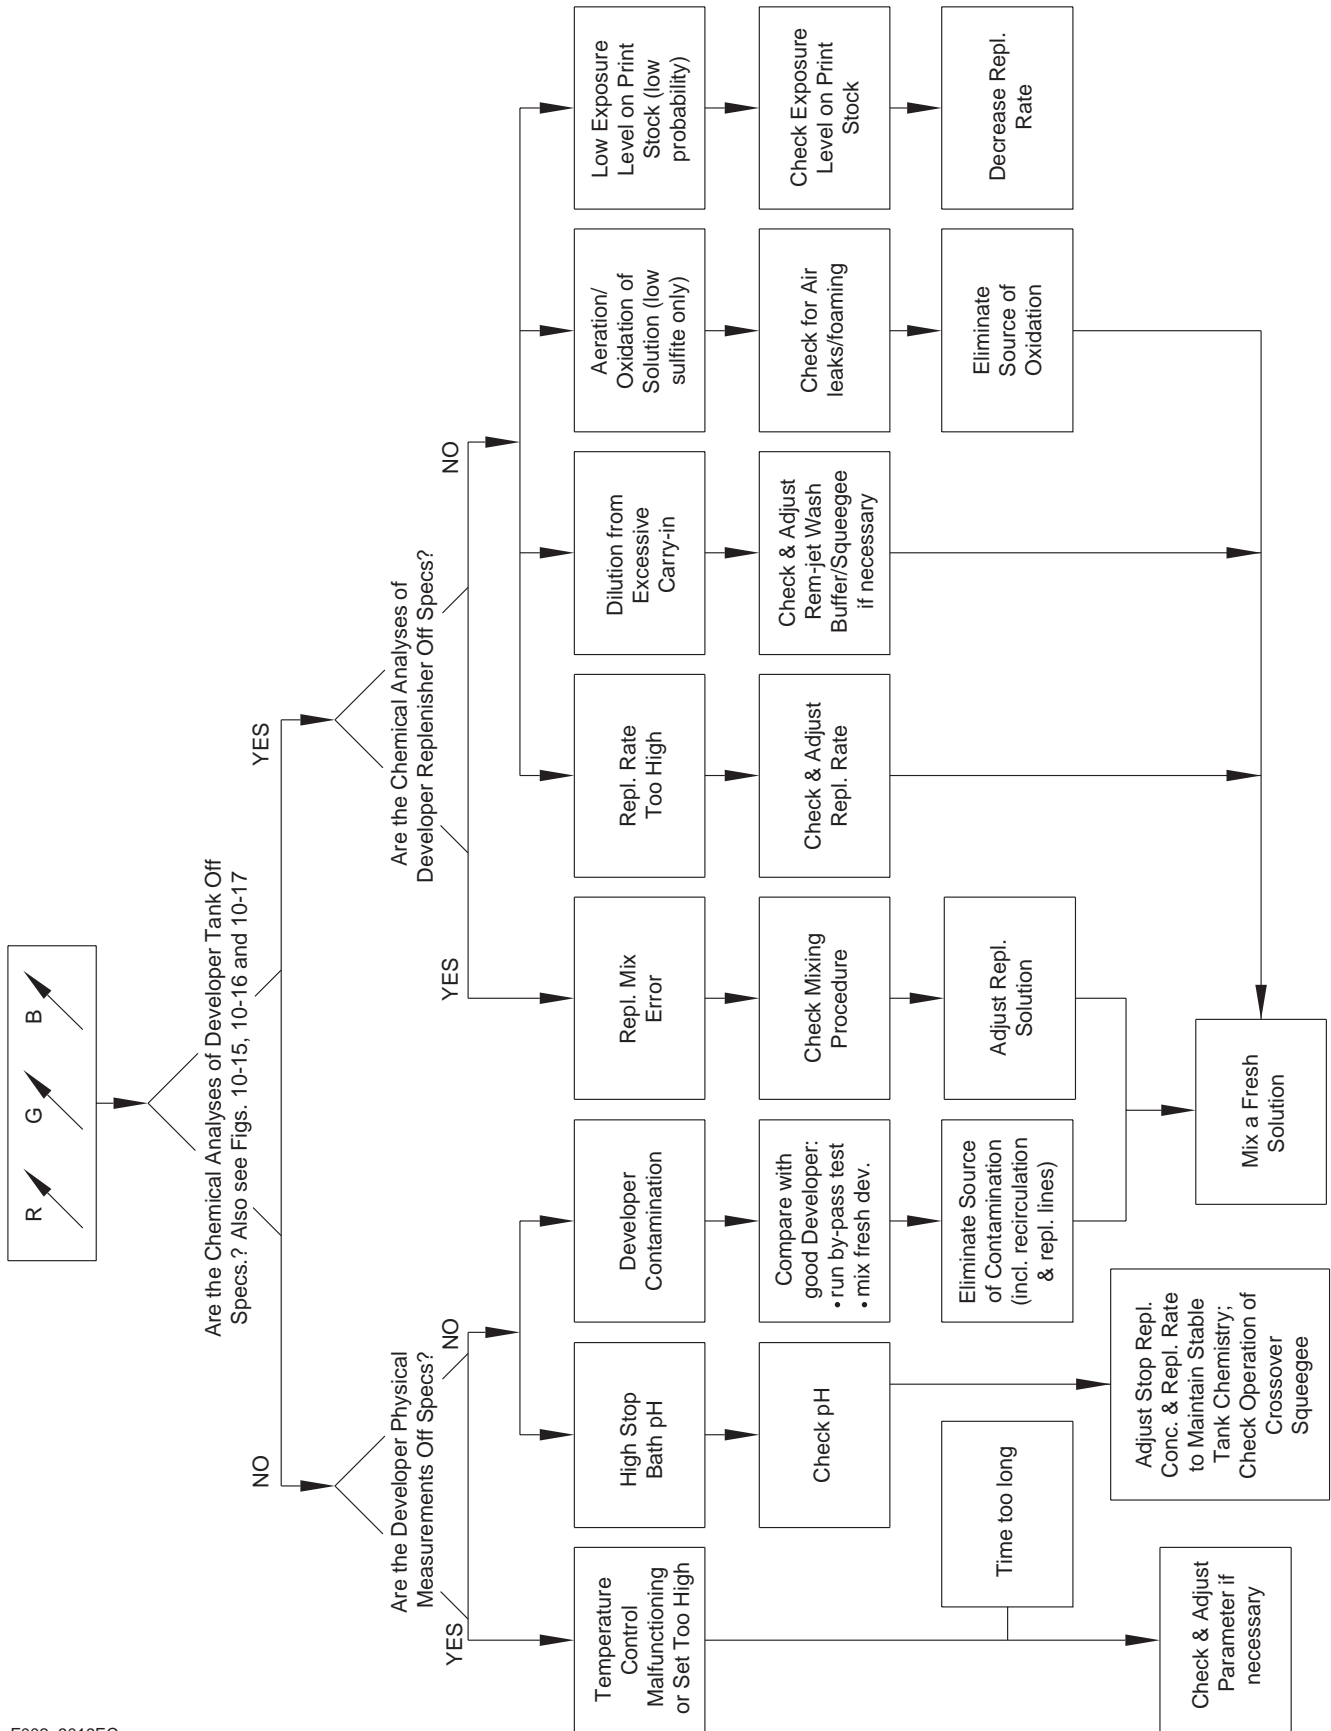 R G B
Are the Chemical Analyses of Developer Tank Off
Specs.? Also see Figs. 10-15, 10-16 and 10-17
NO
YES
Are the Developer Physical
Measurements Off Specs?
Are the Chemical Analyses of
Developer Replenisher Off Specs?
YES
NO
YES
NO
Temperature
Control
Malfunctioning
or Set Too High
High Stop
Bath pH
Developer
Contamination
Repl. Mix
Error
Repl. Rate
Too High
Dilution from
Excessive
Carry-in
Aeration/
Oxidation of
Solution (low
sulfite only)
Low Exposure
Level on Print
Stock (low
probability)
Check pH
Compare with
good Developer:
• run by-pass test
• mix fresh dev.
Check Mixing
Procedure
Check & Adjust
Repl. Rate
Check & Adjust
Rem-jet Wash
Buffer/Squeegee
if necessary
Check for Air
leaks/foaming
Check Exposure
Level on Print
Stock
Time too long
Eliminate Source
of Contamination
(incl. recirculation
& repl. lines)
Adjust Repl.
Solution
Eliminate
Source of
Oxidation
Decrease Repl.
Rate
Check & Adjust
Parameter if
necessary
Adjust Stop Repl.
Conc. & Repl. Rate
to Maintain Stable
Tank Chemistry;
Check Operation of
Crossover
Squeegee
Mix a Fresh
Solution